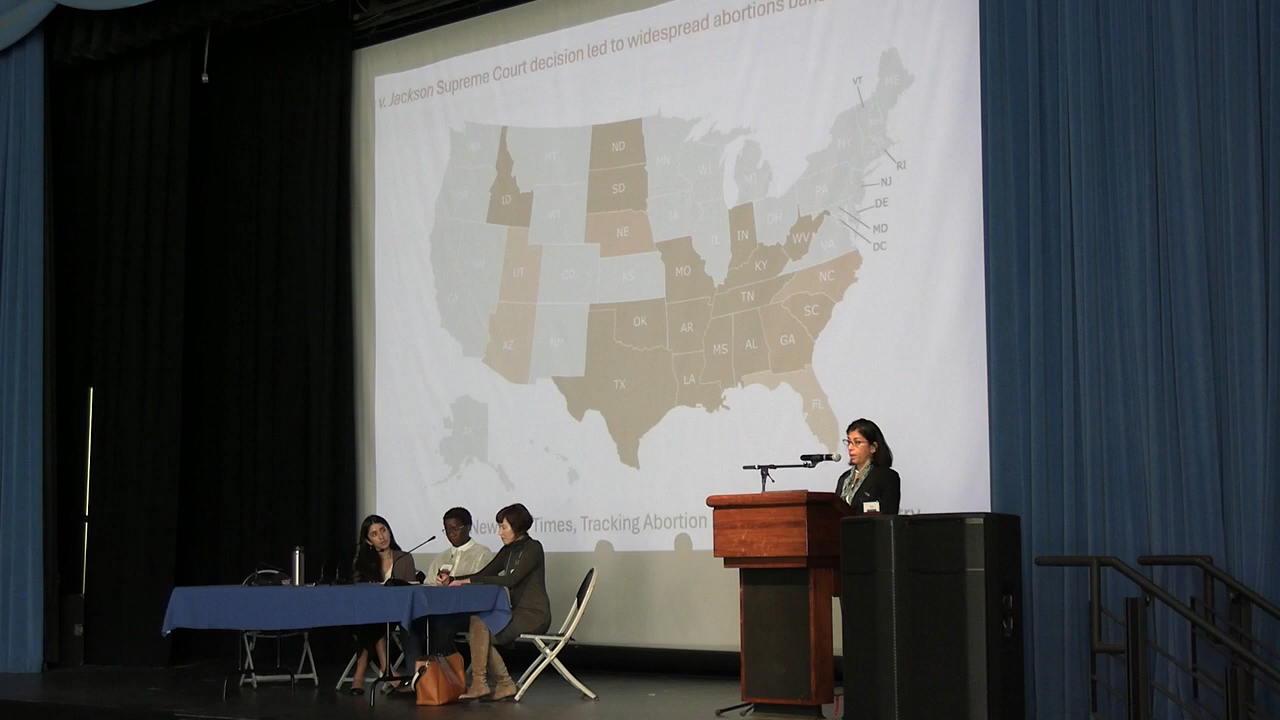 v. Jackson Supreme Court decision led to widespread abortions
VT
ME
ND
MT
MN
ID
SD
WI
NY
RI
MI
PA
NJ
DE
NE
IN
OH
MD
WV
DC
IL
VA
UT
CO
KS
MO
KY
NC
CA
TN
SC
OK
AR
AZ
NM
MS
AL
GA
TX
LA
FL
AK
Times, Tracking Abortion